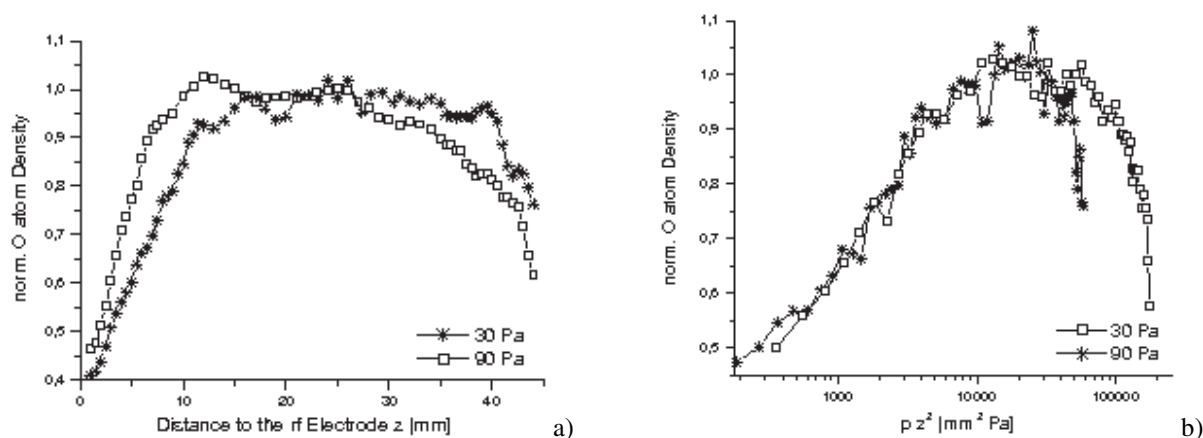 1,1
1,0
0,9
0,8
0,7
0,6
0,5
0,4
norm. O atom Density
0 10 20 30 40
Distance to the rf Electrode z [mm]
30 Pa
90 Pa
a)
1,1
1,0
0,9
0,8
0,7
0,6
0,5
norm. O atom Density
1000 10000 100000
p z² [mm² Pa]
30 Pa
90 Pa
b)